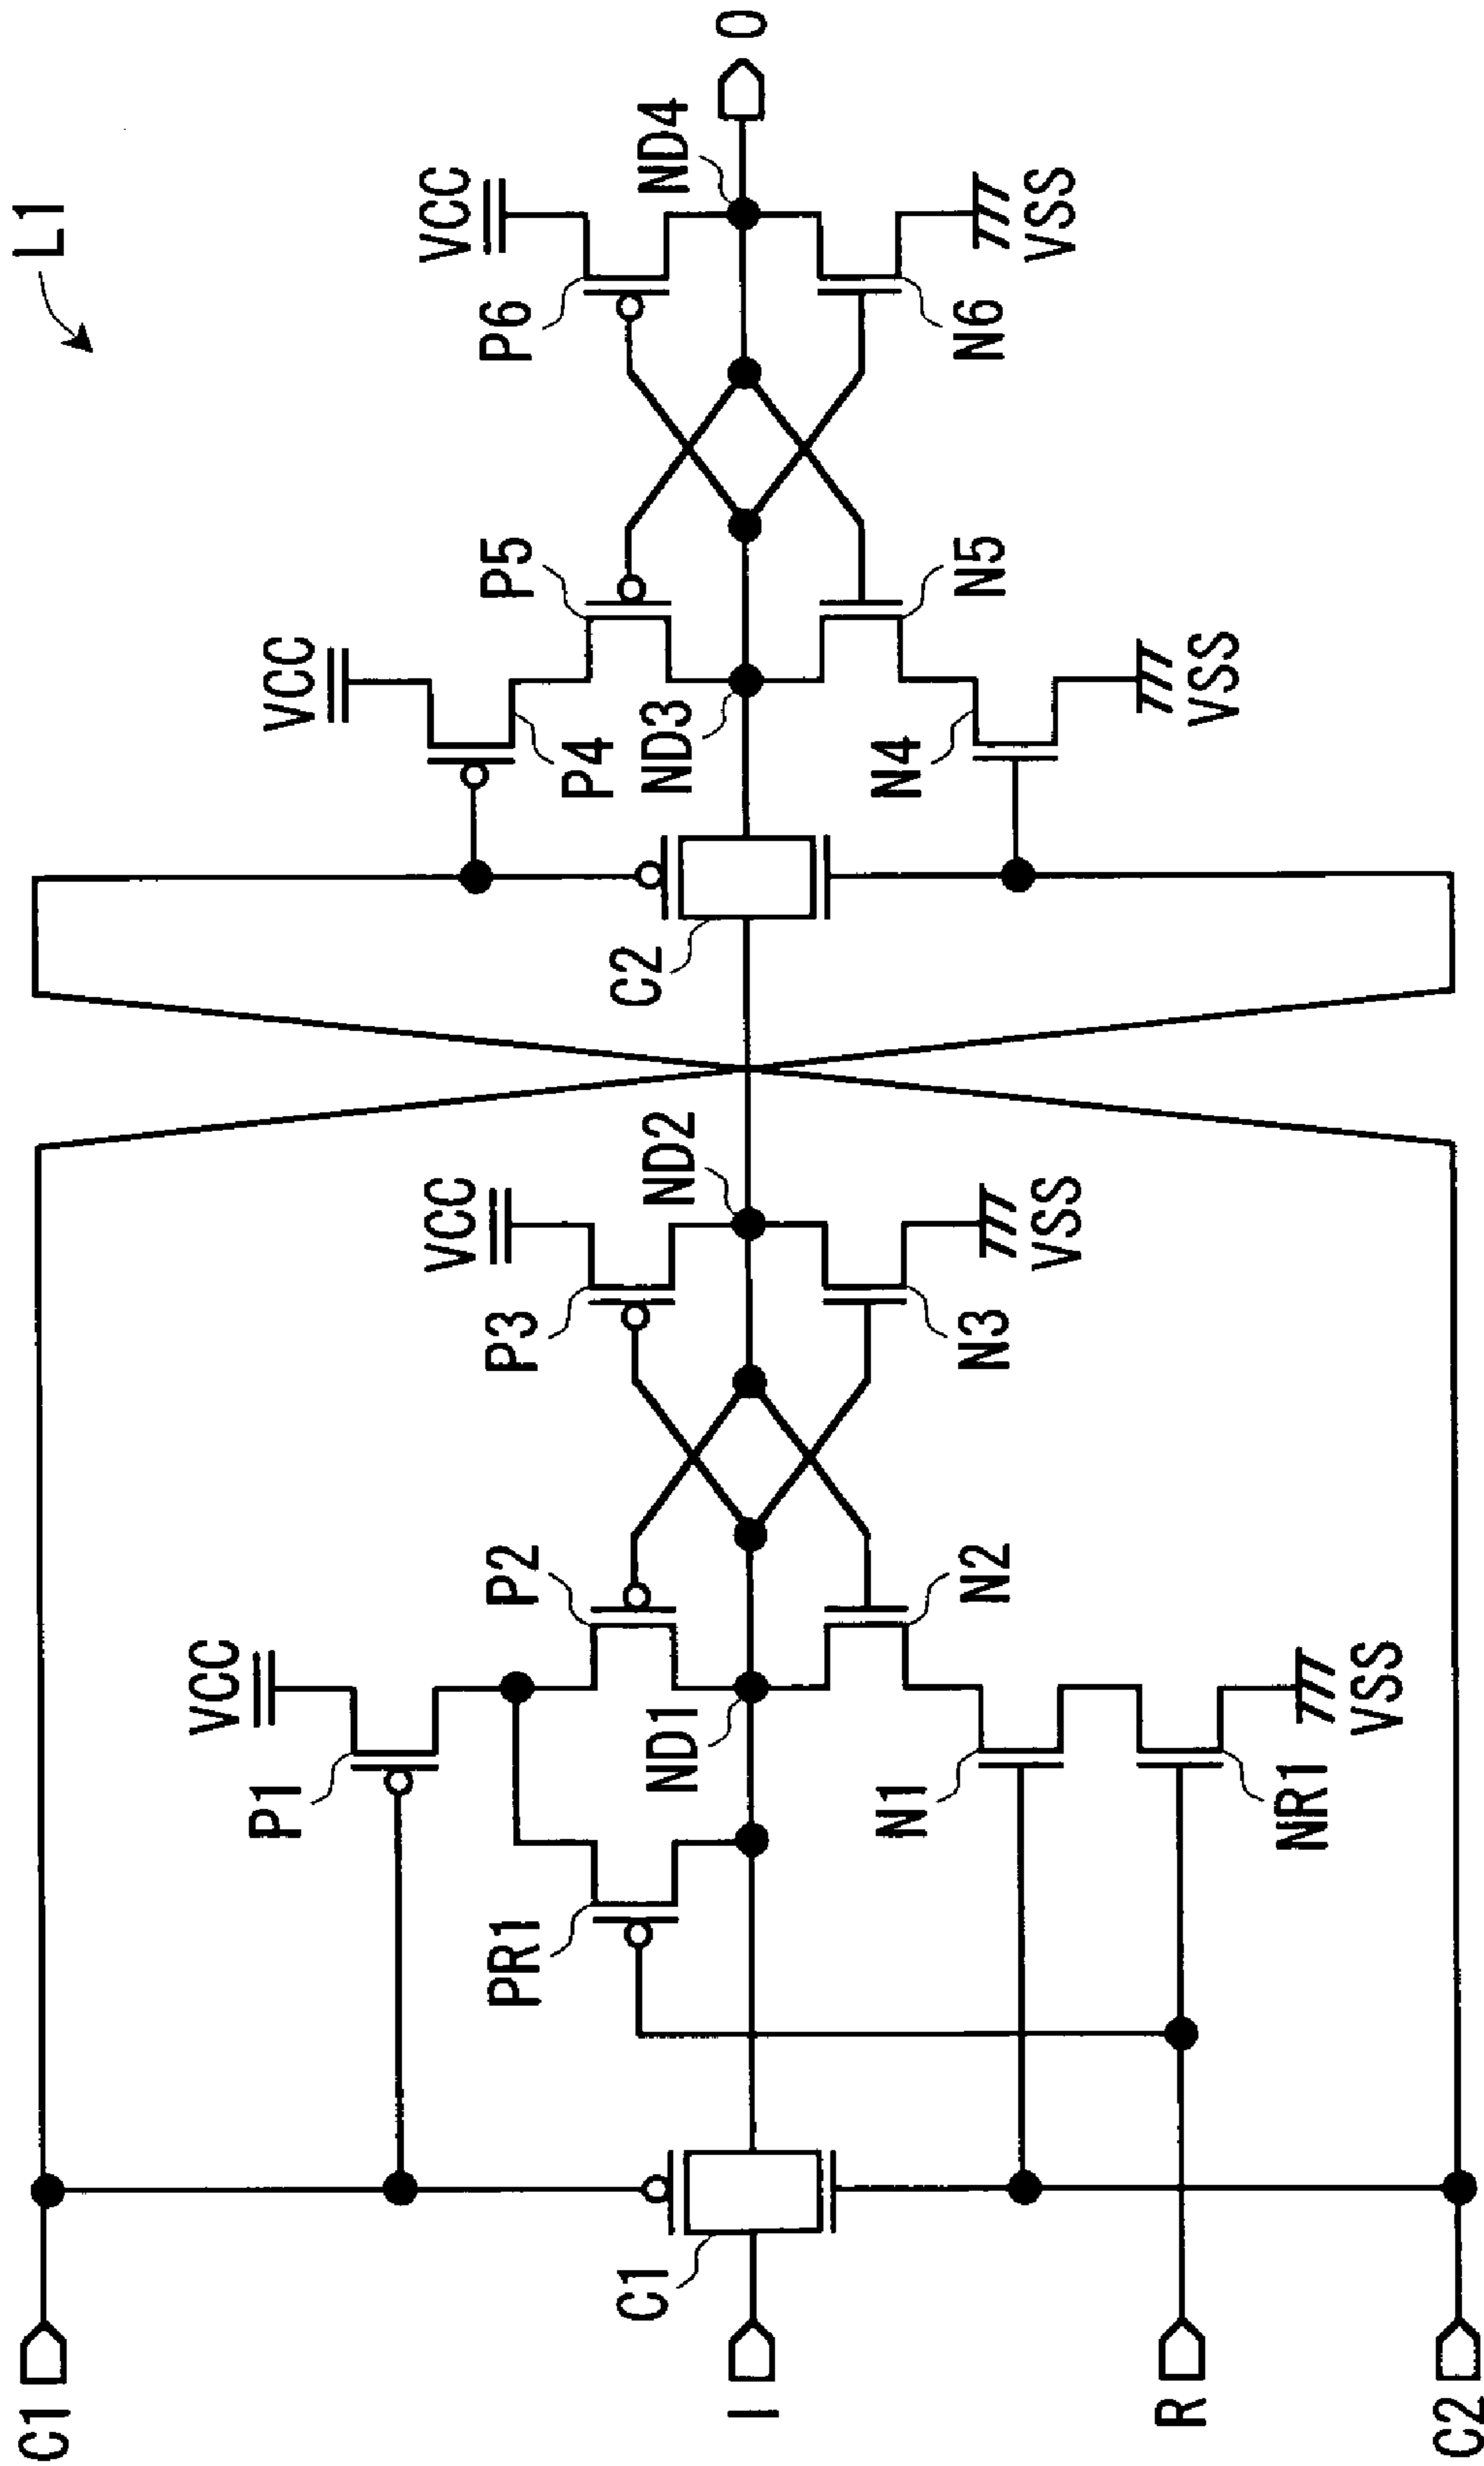 L1
C1
VCC
P1
PR1
P2
ND1
N2
N1
NR1
VSS
VCC
P3
ND2
N3
VSS
C1
I
R
C2
C2
VCC
P4
P5
ND3
N5
N4
VSS
VCC
P6
ND4
N6
VSS
O